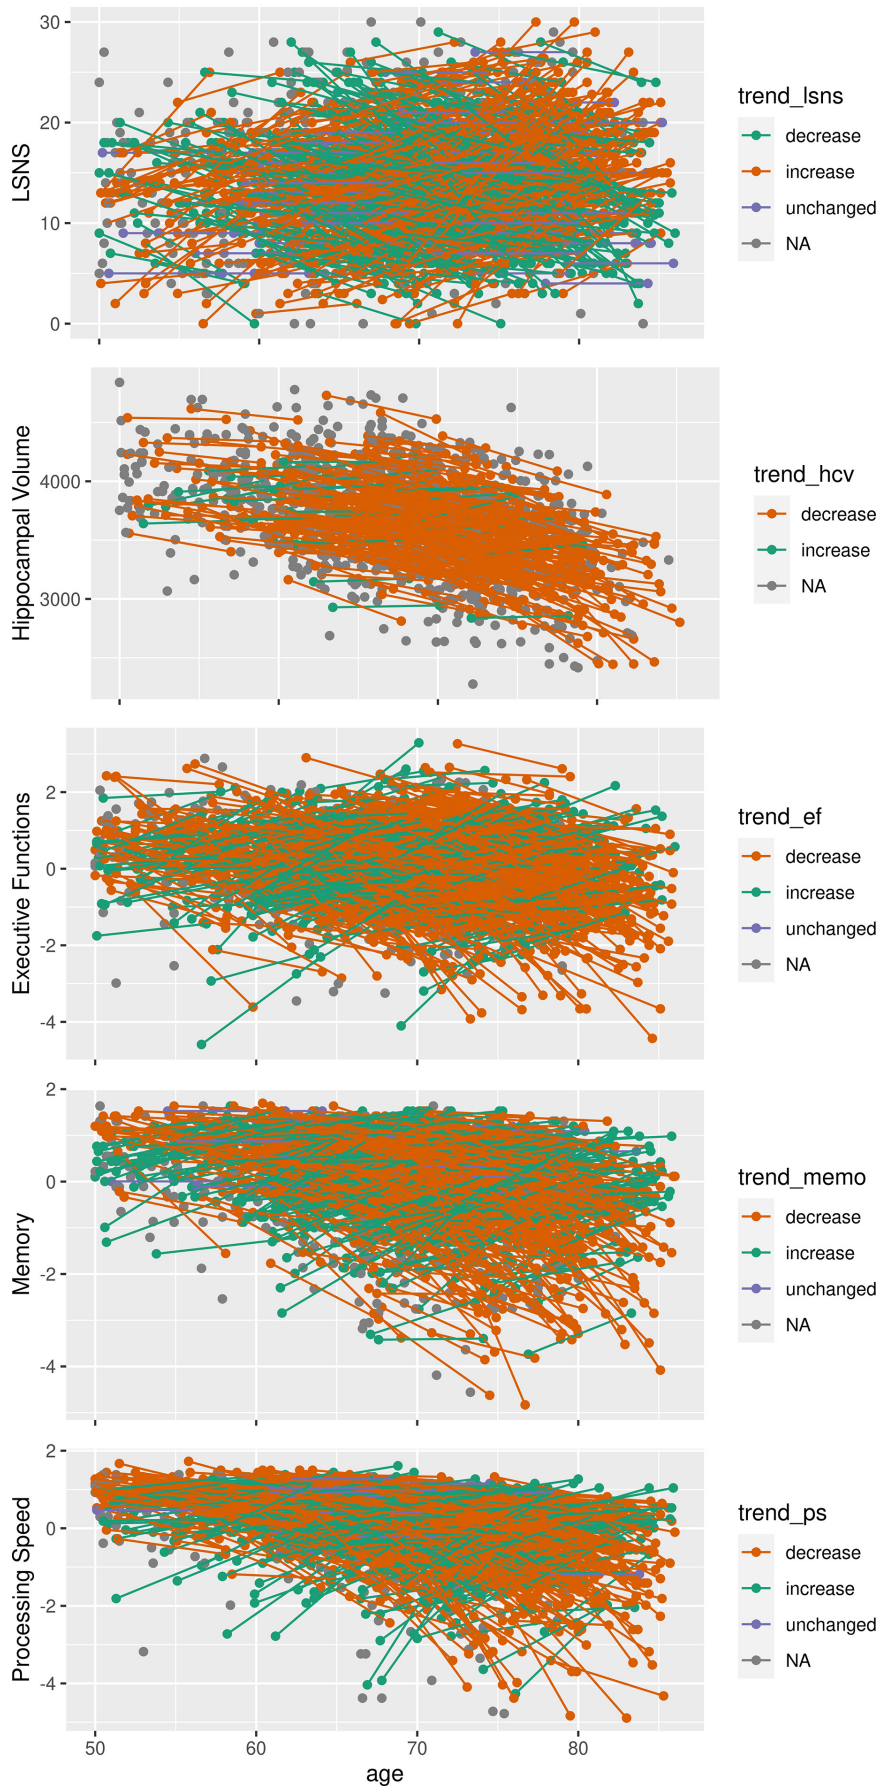 30
20
10
0
LSNS
trend_lsns
decrease
increase
unchanged
NA
4000
3000
Hippocampal Volume
trend_hcv
decrease
increase
NA
2
0
-2
-4
Executive Functions
trend_ef
decrease
increase
unchanged
NA
2
0
-2
-4
Memory
trend_memo
decrease
increase
unchanged
NA
2
0
-2
-4
Processing Speed
trend_ps
decrease
increase
unchanged
NA
50 60 70 80
age